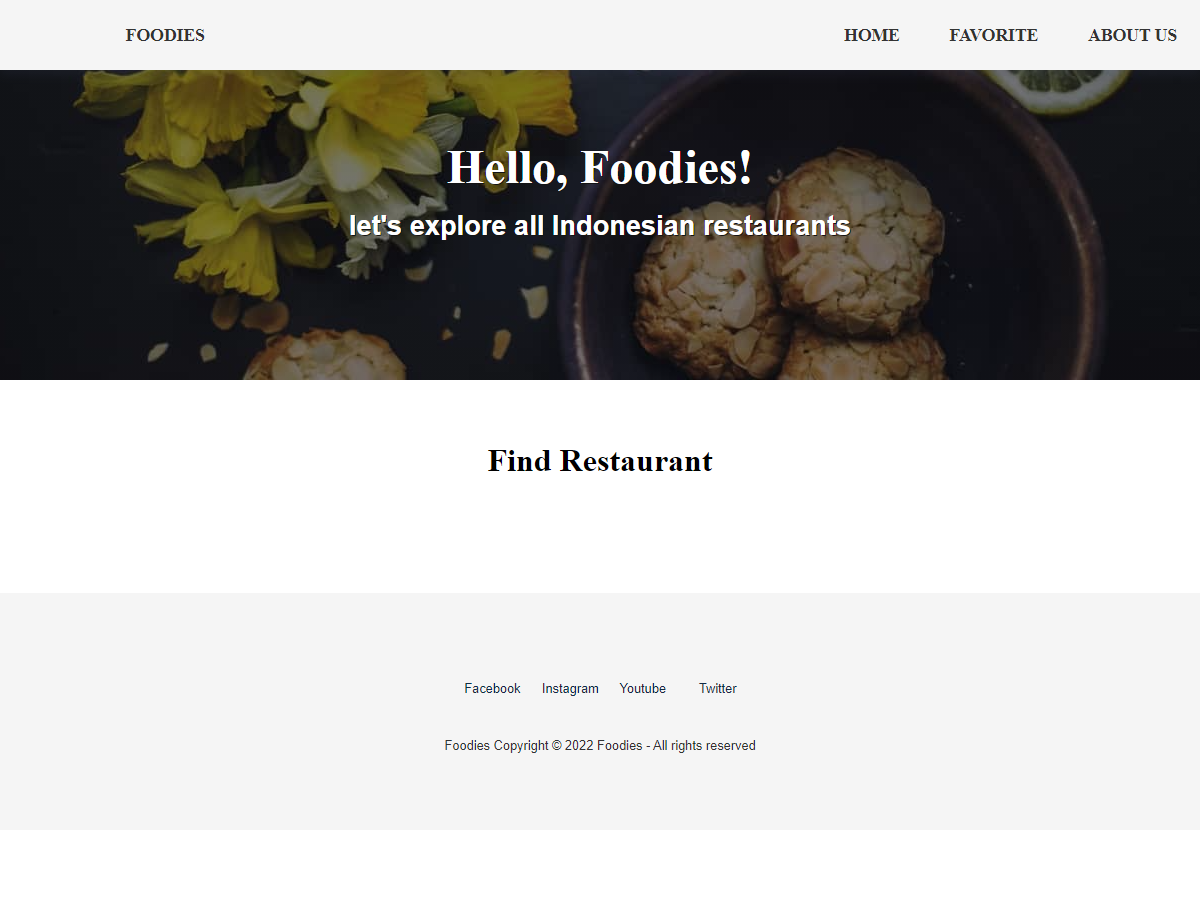 FOODIES HOME FAVORITE ABOUT US
Hello, Foodies!
let's explore all Indonesian restaurants
Find Restaurant
Facebook Instagram Youtube Twitter
Foodies Copyright © 2022 Foodies - All rights reserved